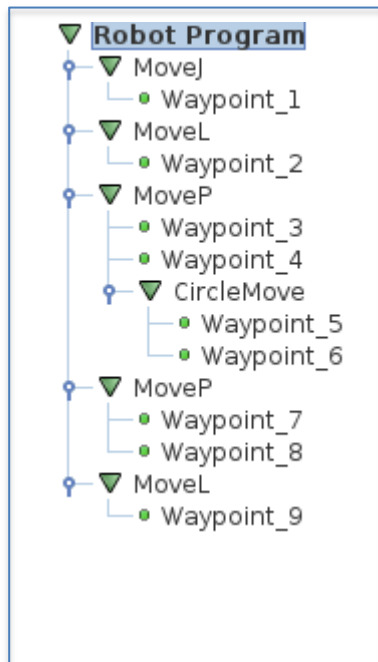 Robot Program
MoveJ
Waypoint_1
MoveL
Waypoint_2
MoveP
Waypoint_3
Waypoint_4
CircleMove
Waypoint_5
Waypoint_6
MoveP
Waypoint_7
Waypoint_8
MoveL
Waypoint_9